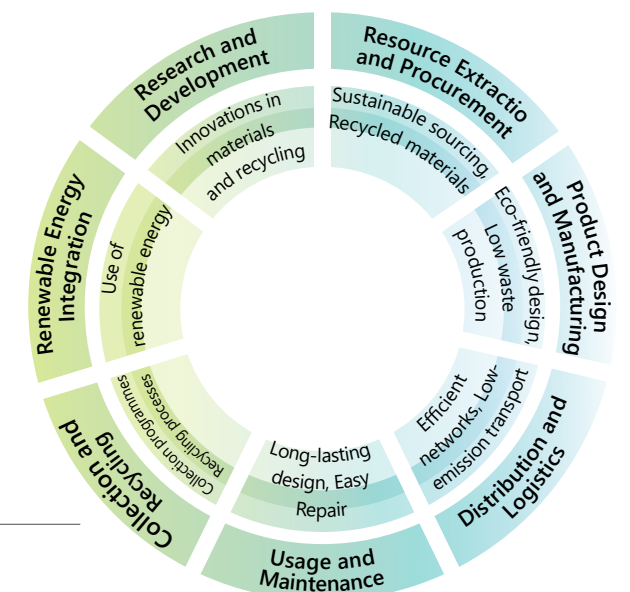 Resource Extractio
and Procurement
Sustainable sourcing,
Recycled materials
Product Design
and Manufacturing
Eco-friendly design,
Low waste
production
Distribution and
Logistics
Efficient
networks, Low-
emission transport
Usage and
Maintenance
Long-lasting
design, Easy
Repair
Collection and
Recycling
Collection programmes
Recycling processes
Renewable Energy
Integration
Use of
renewable energy
Research and
Development
Innovations in
materials
and recycling